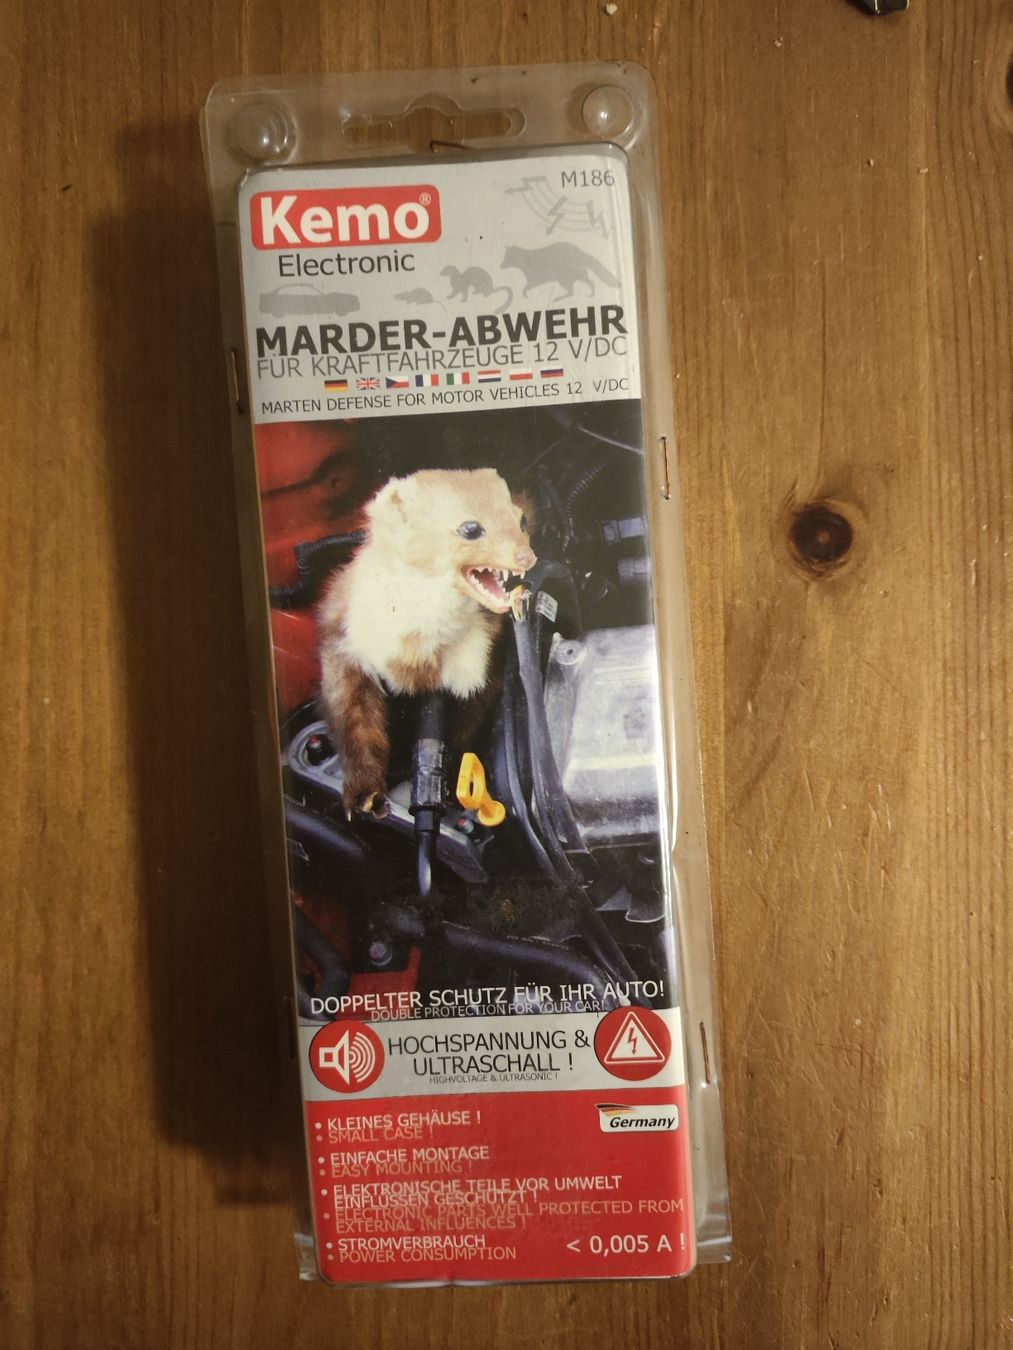 M186
Kemo®
Electronic
MARDER-ABWEHR
FÜR KRAFTFAHRZEUGE 12 V/DC
MARTEN DEFENSE FOR MOTOR VEHICLES 12 V/DC
DOPPELTER SCHUTZ FÜR IHR AUTO!
DOUBLE PROTECTION FOR YOUR CAR!
HOCHSPANNUNG &
ULTRASCHALL !
HIGHVOLTAGE & ULTRASONIC !
Germany
• KLEINES GEHÄUSE !
• SMALL CASE !
• EINFACHE MONTAGE
• EASY MOUNTING !
• ELEKTRONISCHE TEILE VOR UMWELT
EINFLÜSSEN GESCHÜTZT !
• ELECTRONIC PARTS WELL PROTECTED FROM
EXTERNAL INFLUENCES !
• STROMVERBRAUCH
• POWER CONSUMPTION < 0,005 A !